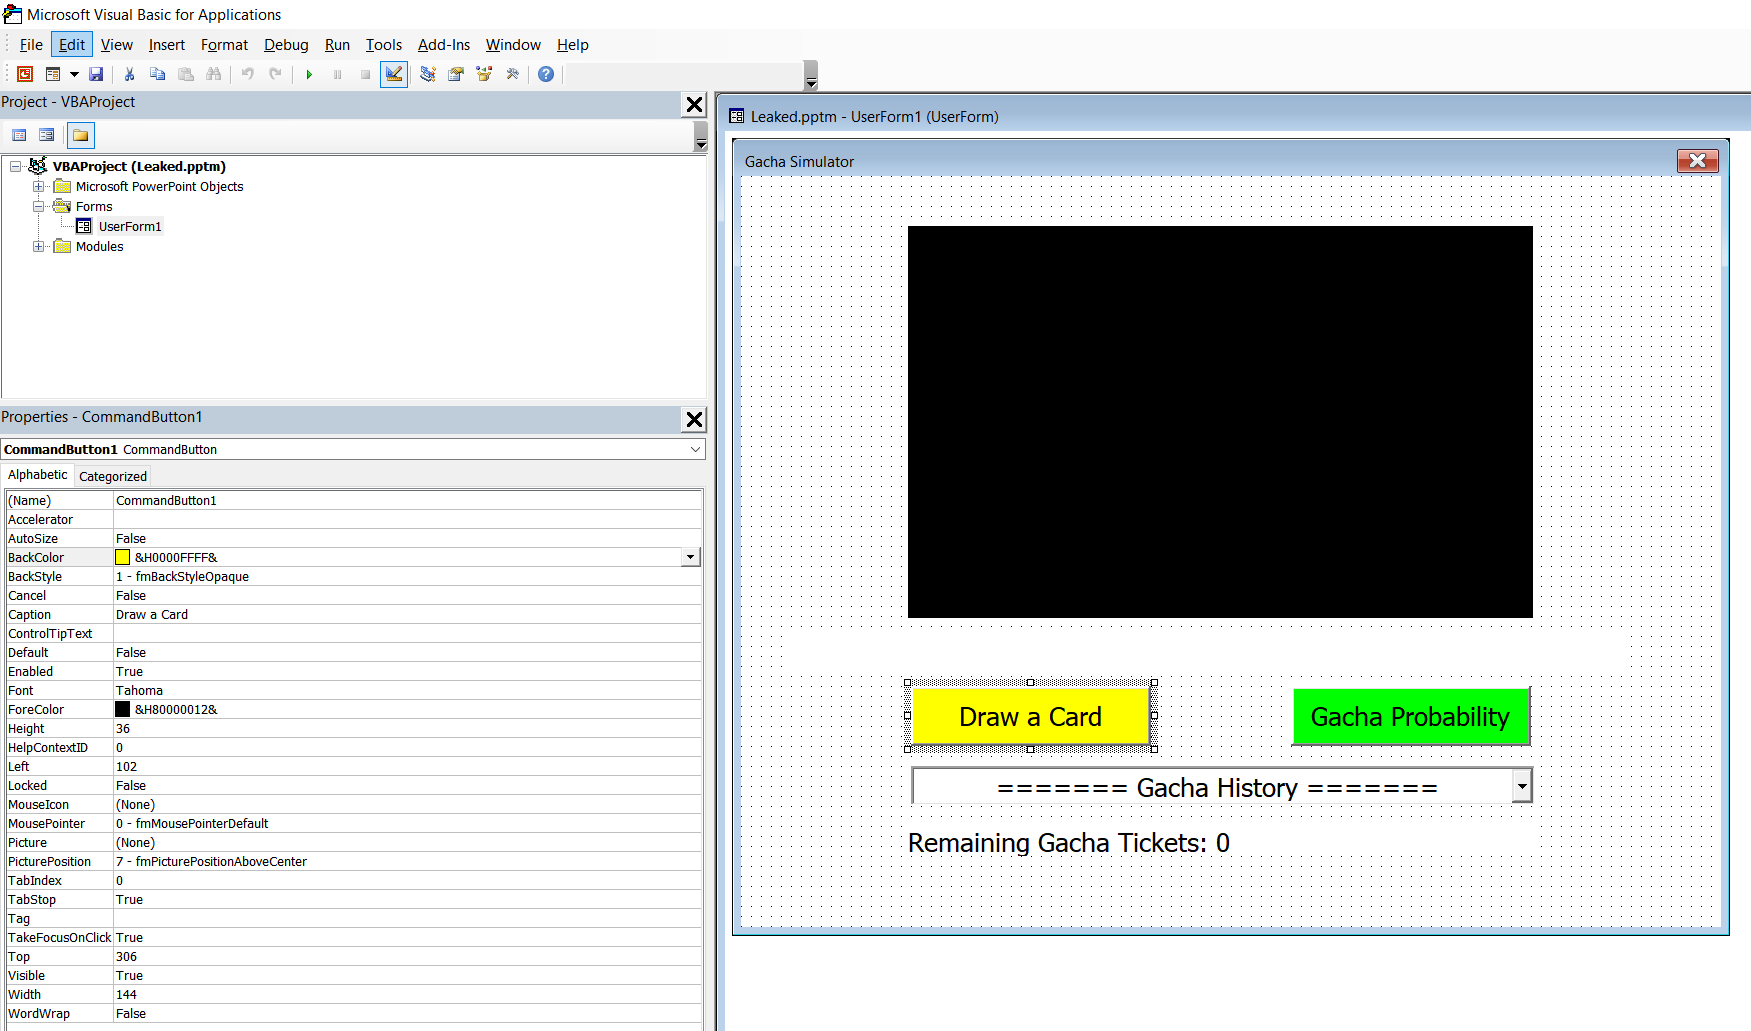 Microsoft Visual Basic for Applications
File Edit View Insert Format Debug Run Tools Add-Ins Window Help
Project - VBAProject
VBAProject (Leaked.pptm)
Microsoft PowerPoint Objects
Forms
UserForm1
Modules
Properties - CommandButton1
CommandButton1 CommandButton
Alphabetic Categorized
(Name) CommandButton1
Accelerator
AutoSize False
BackColor &H0000FFFF&
BackStyle 1 - fmBackStyleOpaque
Cancel False
Caption Draw a Card
ControlTipText
Default False
Enabled True
Font Tahoma
ForeColor &H80000012&
Height 36
HelpContextID 0
Left 102
Locked False
MouseIcon (None)
MousePointer 0 - fmMousePointerDefault
Picture (None)
PicturePosition 7 - fmPicturePositionAboveCenter
TabIndex 0
TabStop True
Tag
TakeFocusOnClick True
Top 306
Visible True
Width 144
WordWrap False
Leaked.pptm - UserForm1 (UserForm)
Gacha Simulator
Draw a Card
Gacha Probability
======= Gacha History =======
Remaining Gacha Tickets: 0